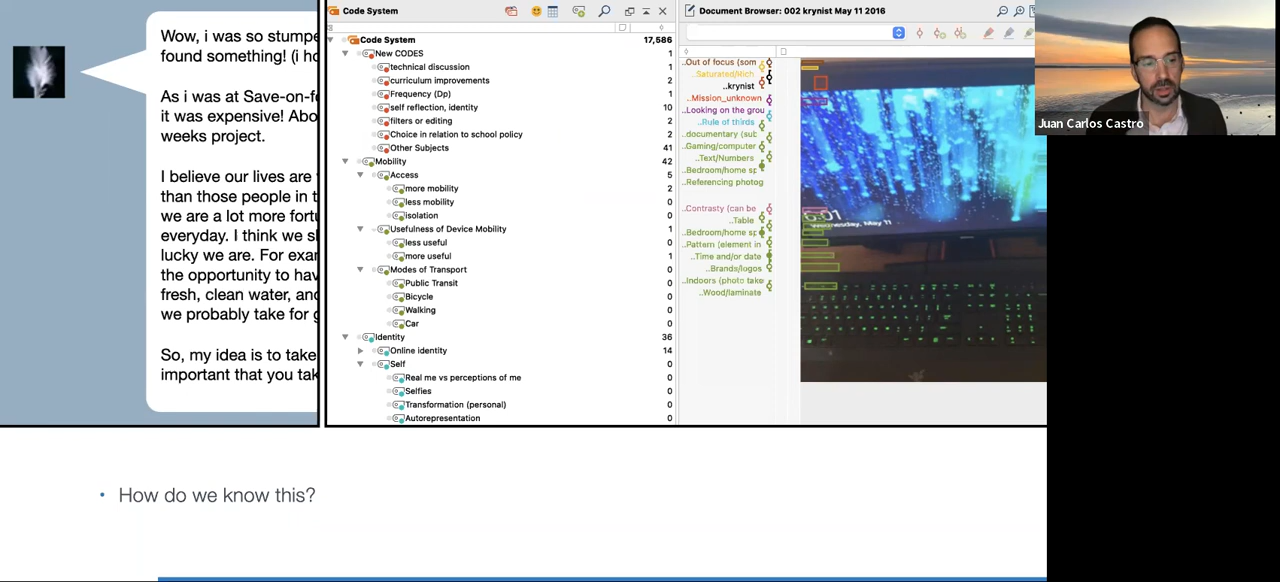 Wow, i was so stumpe
found something! (i ho
As i was at Save-on-f
it was expensive! Abo
weeks project.
I believe our lives are
than those people in t
we are a lot more fortu
everyday. I think we s
lucky we are. For exar
the opportunity to hav
fresh, clean water, and
we probably take for g
So, my idea is to take
important that you tak
Code System
Code System 17,586
New CODES 1
technical discussion 1
curriculum improvements 2
Frequency (Dp) 1
self reflection, identity 10
filters or editing 2
Choice in relation to school policy 2
Other Subjects 41
Mobility 42
Access 5
more mobility 2
less mobility 0
isolation 0
Usefulness of Device Mobility 1
less useful 0
more useful 1
Modes of Transport 0
Public Transit 0
Bicycle 0
Walking 0
Car 0
Identity 36
Online identity 14
Self 0
Real me vs perceptions of me 0
Selfies 0
Transformation (personal) 0
Autorepresentation 0
Document Browser: 002 krynist May 11 2016
..Out of focus (som
..Saturated/Rich
..krynist
..Mission_unknown
..Looking on the grou
..Rule of thirds
..documentary (sub
..Gaming/computer
..Text/Numbers
..Bedroom/home sp
..Referencing photog
..Contrasty (can be
..Table
..Bedroom/home sp
..Pattern (element in
..Time and/or date
..Brands/logos
..Indoors (photo take
..Wood/laminate
Wednesday, May 11
Juan Carlos Castro
• How do we know this?